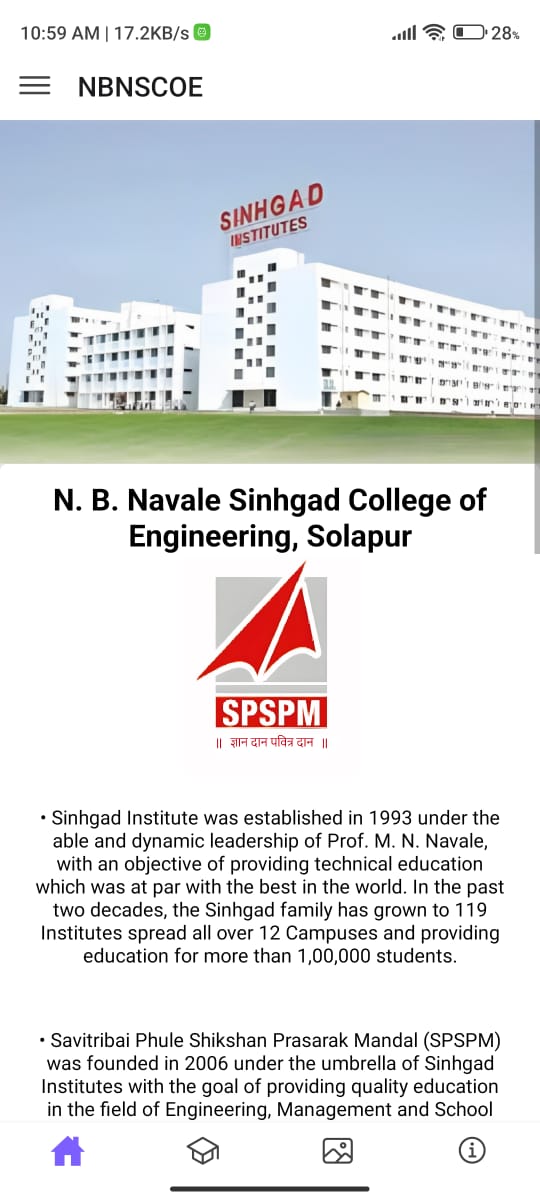 10:59 AM | 17.2KB/s
28%
NBNSCOE
SINHGAD
INSTITUTES
N. B. Navale Sinhgad College of
Engineering, Solapur
SPSPM
॥ ज्ञान दान पवित्र दान ॥
• Sinhgad Institute was established in 1993 under the
able and dynamic leadership of Prof. M. N. Navale,
with an objective of providing technical education
which was at par with the best in the world. In the past
two decades, the Sinhgad family has grown to 119
Institutes spread all over 12 Campuses and providing
education for more than 1,00,000 students.
• Savitribai Phule Shikshan Prasarak Mandal (SPSPM)
was founded in 2006 under the umbrella of Sinhgad
Institutes with the goal of providing quality education
in the field of Engineering, Management and School